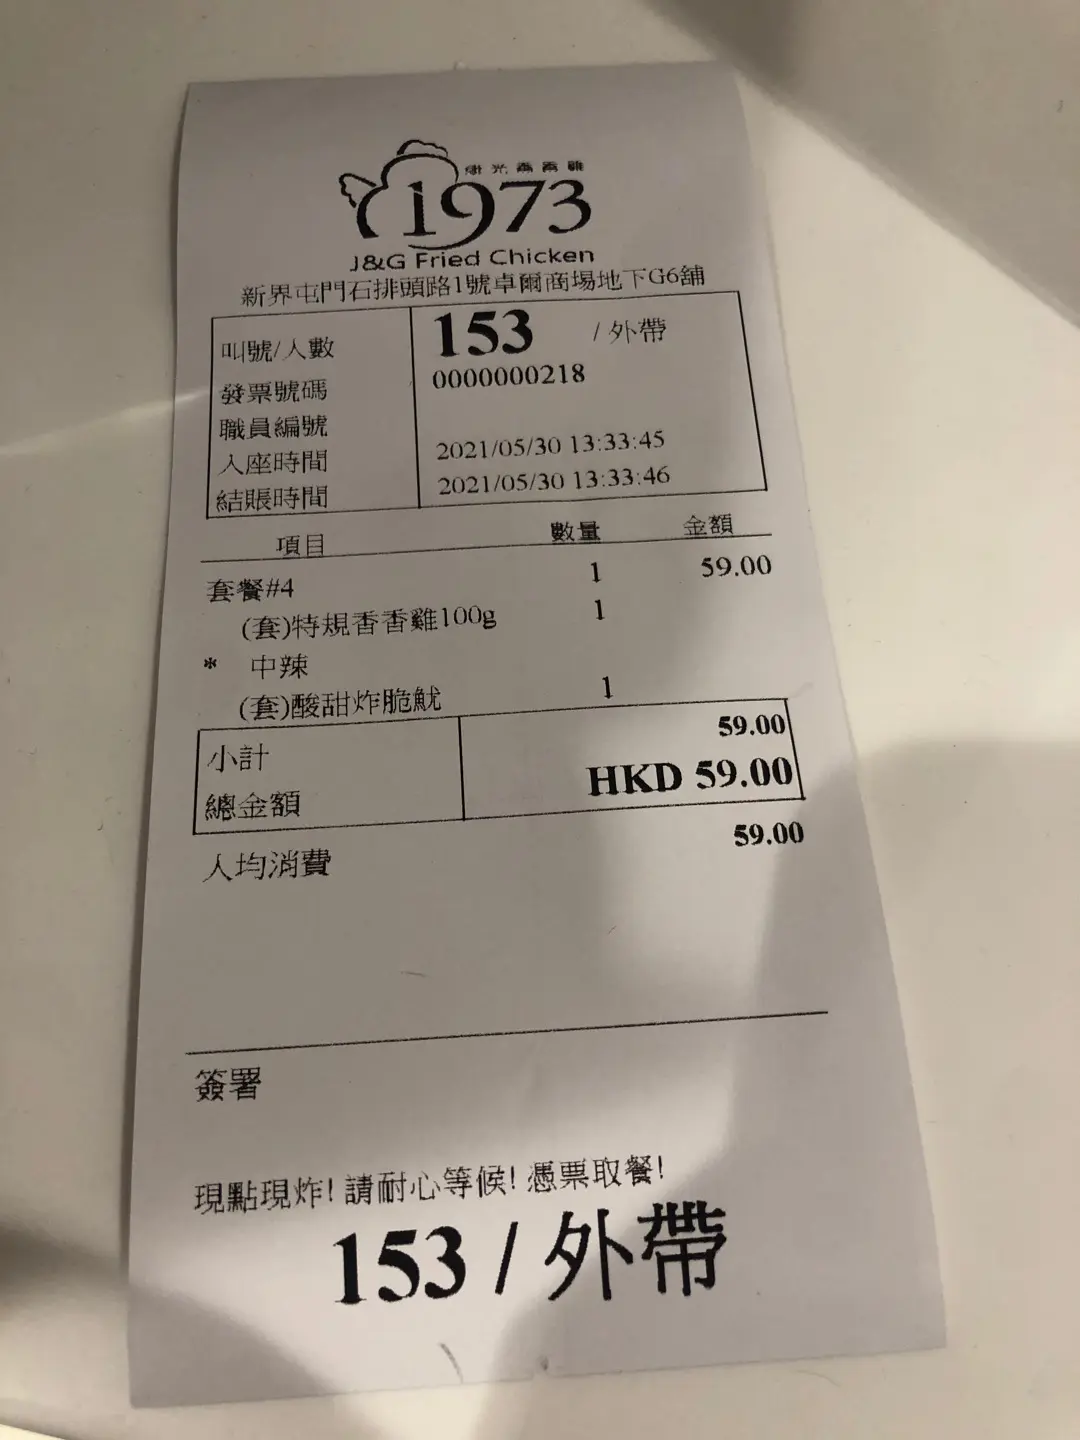 繼光香香雞
1973
J&G Fried Chicken
新界屯門石排頭路1號卓爾商場地下G6舖
叫號/人數 153 /外帶
發票號碼 0000000218
職員編號
入座時間 2021/05/30 13:33:45
結賬時間 2021/05/30 13:33:46
項目 數量 金額
套餐#4 1 59.00
(套)特規香香雞100g 1
* 中辣
(套)酸甜炸脆魷 1
小計 59.00
總金額 HKD 59.00
人均消費 59.00
簽署
現點現炸! 請耐心等候! 憑票取餐!
153 / 外帶